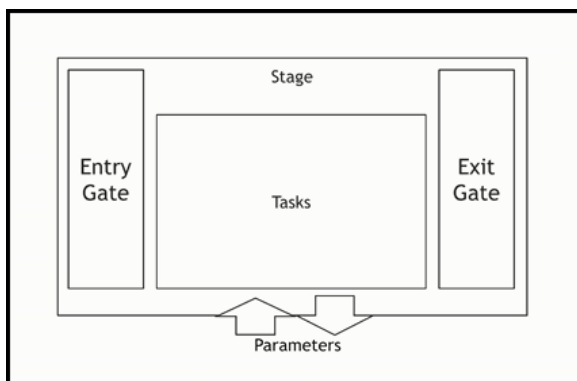 Stage
Entry
Gate
Tasks
Exit
Gate
Parameters